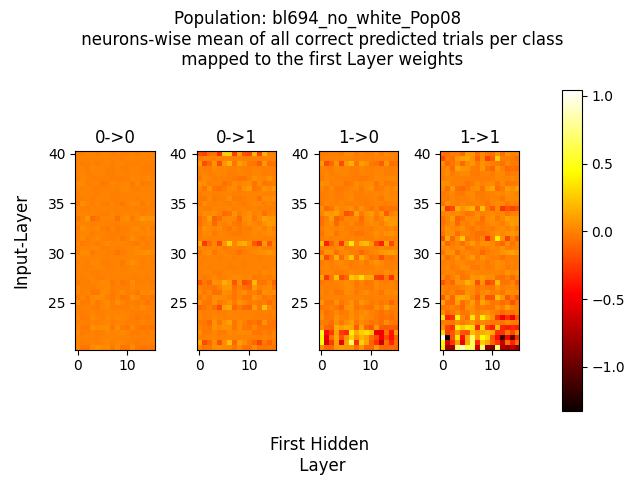 Population: bl694_no_white_Pop08
neurons-wise mean of all correct predicted trials per class
mapped to the first Layer weights
0->0 0->1 1->0 1->1
Input-Layer
40 35 30 25
0 10
40 35 30 25
0 10
40 35 30 25
0 10
40 35 30 25
0 10
1.0
0.5
0.0
−0.5
−1.0
First Hidden
Layer